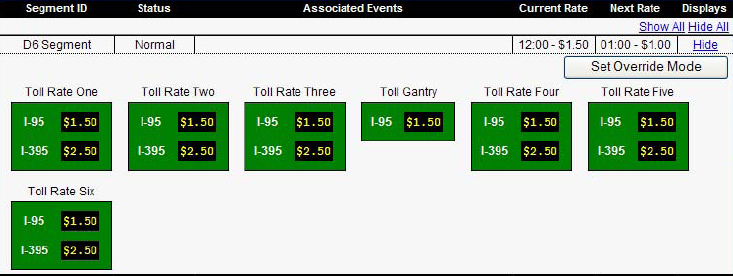 Segment ID Status Associated Events Current Rate Next Rate Displays
Show All Hide All
D6 Segment Normal 12:00 - $1.50 01:00 - $1.00 Hide
Set Override Mode
Toll Rate One Toll Rate Two Toll Rate Three Toll Gantry Toll Rate Four Toll Rate Five
I-95 $1.50 I-95 $1.50 I-95 $1.50 I-95 $1.50 I-95 $1.50 I-95 $1.50
I-395 $2.50 I-395 $2.50 I-395 $2.50 I-395 $2.50 I-395 $2.50
Toll Rate Six
I-95 $1.50
I-395 $2.50